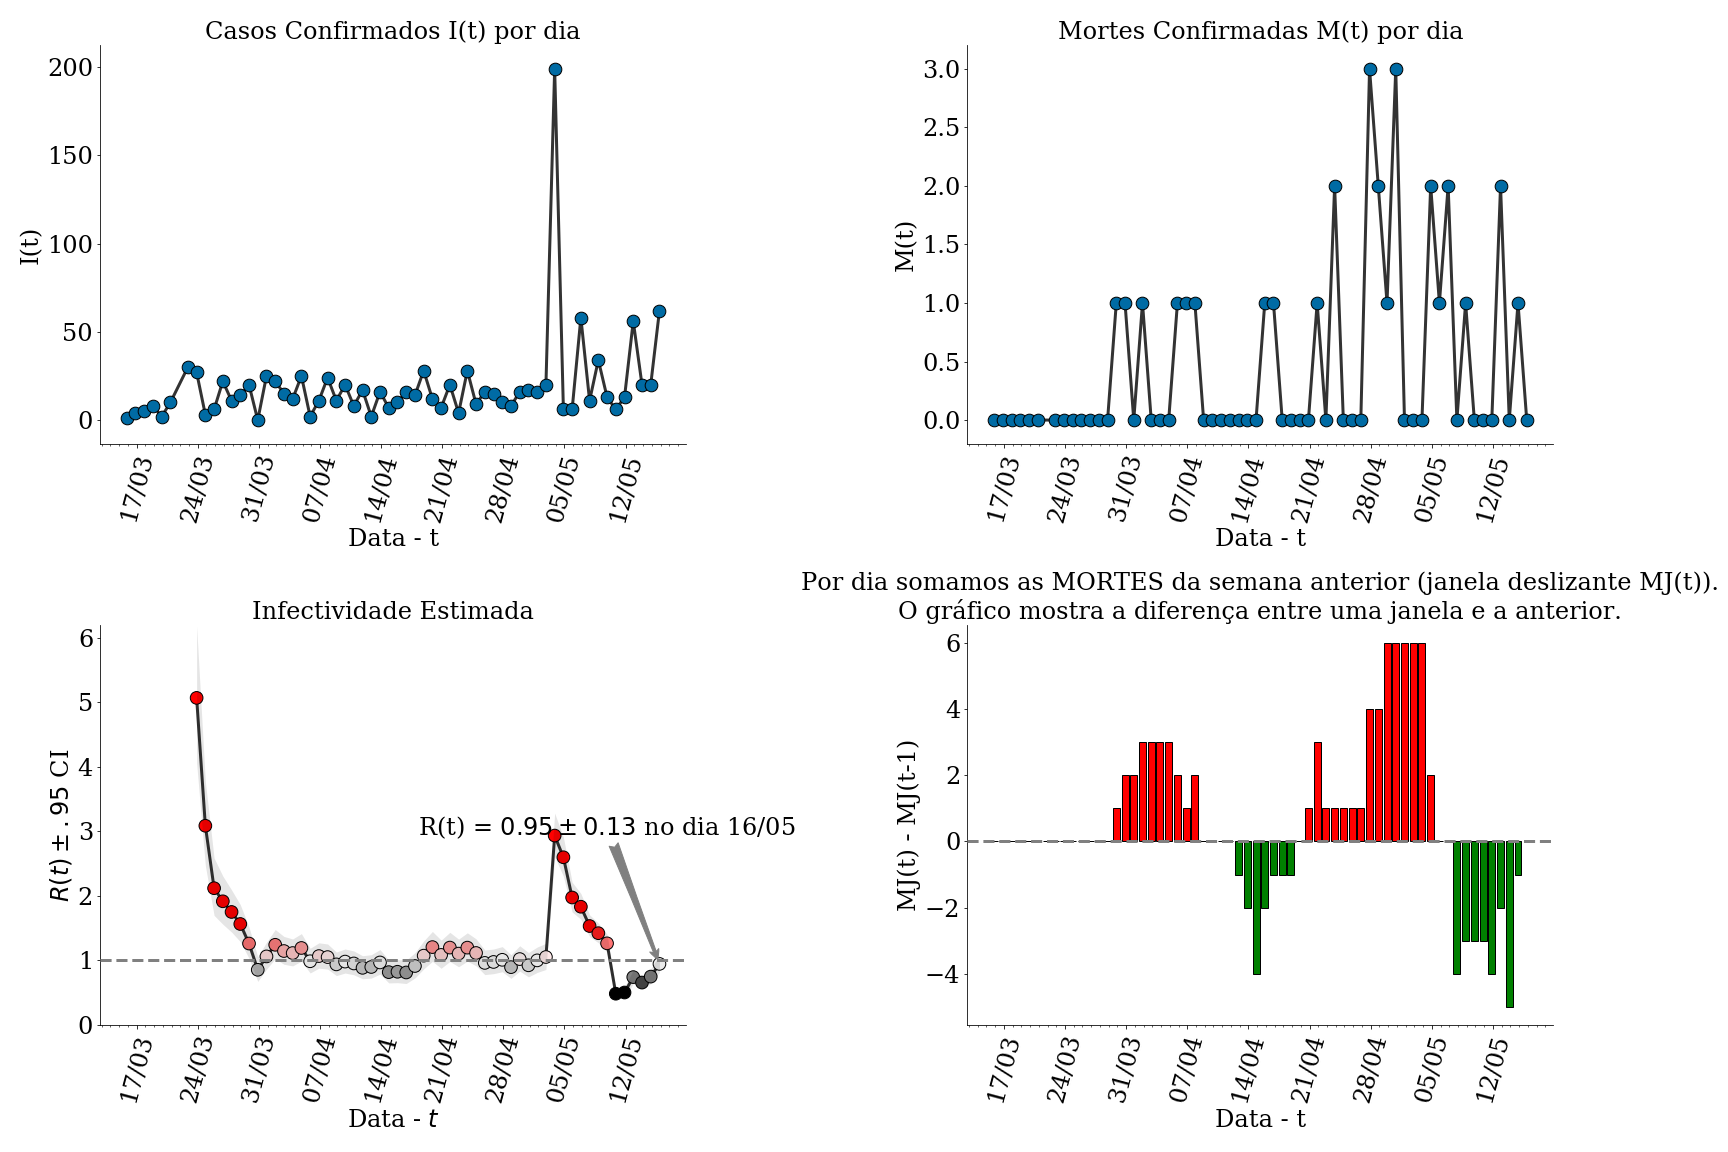 Casos Confirmados I(t) por dia
I(t)
200
150
100
50
0
17/03 24/03 31/03 07/04 14/04 21/04 28/04 05/05 12/05
Data - t
Mortes Confirmadas M(t) por dia
M(t)
3.0
2.5
2.0
1.5
1.0
0.5
0.0
17/03 24/03 31/03 07/04 14/04 21/04 28/04 05/05 12/05
Data - t
Infectividade Estimada
R(t) ± .95 CI
6
5
4
3
2
1
0
R(t) = 0.95 ± 0.13 no dia 16/05
17/03 24/03 31/03 07/04 14/04 21/04 28/04 05/05 12/05
Data - t
Por dia somamos as MORTES da semana anterior (janela deslizante MJ(t)).
O gráfico mostra a diferença entre uma janela e a anterior.
MJ(t) - MJ(t-1)
6
4
2
0
−2
−4
17/03 24/03 31/03 07/04 14/04 21/04 28/04 05/05 12/05
Data - t